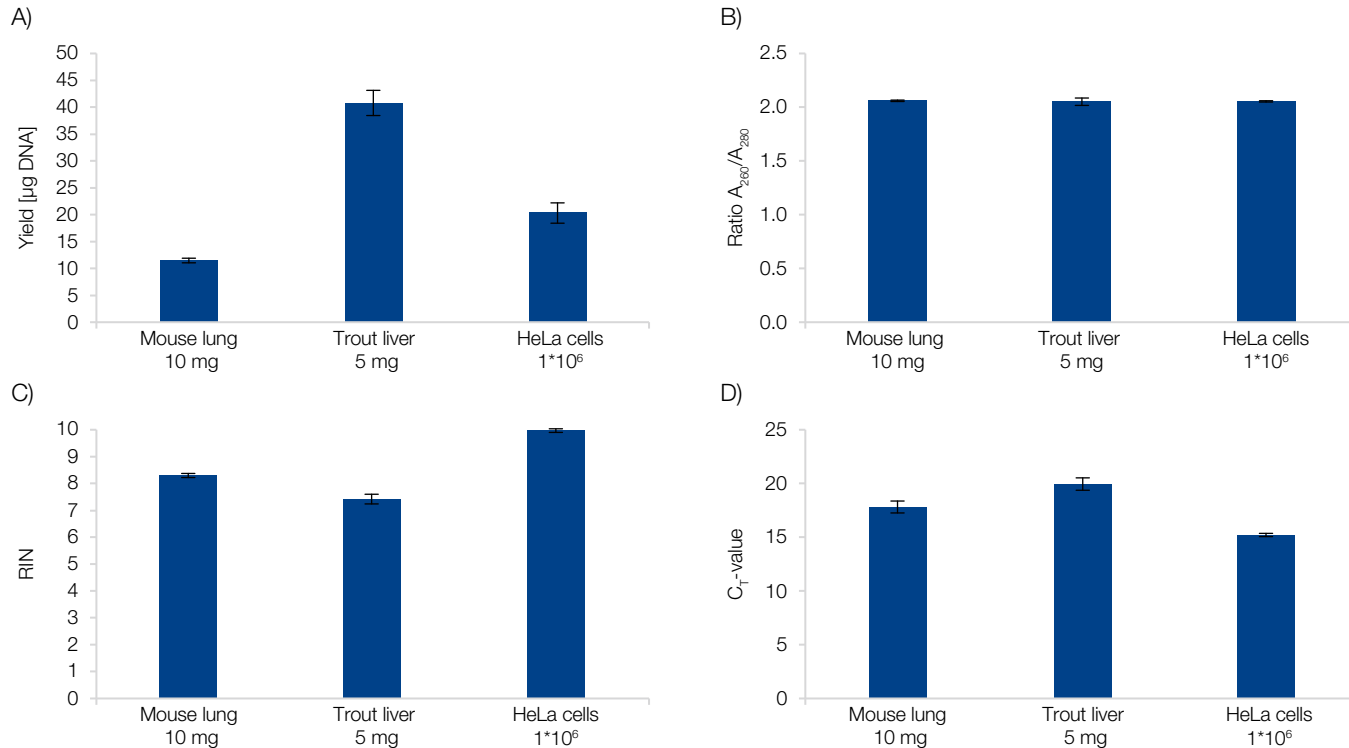 A)
Yield [µg DNA]
50
45
40
35
30
25
20
15
10
5
0
Mouse lung
10 mg
Trout liver
5 mg
HeLa cells
1*10⁶
B)
Ratio A₂₆₀/A₂₈₀
2.5
2.0
1.5
1.0
0.5
0.0
Mouse lung
10 mg
Trout liver
5 mg
HeLa cells
1*10⁶
C)
RIN
10
9
8
7
6
5
4
3
2
1
0
Mouse lung
10 mg
Trout liver
5 mg
HeLa cells
1*10⁶
D)
C_T-value
25
20
15
10
5
0
Mouse lung
10 mg
Trout liver
5 mg
HeLa cells
1*10⁶